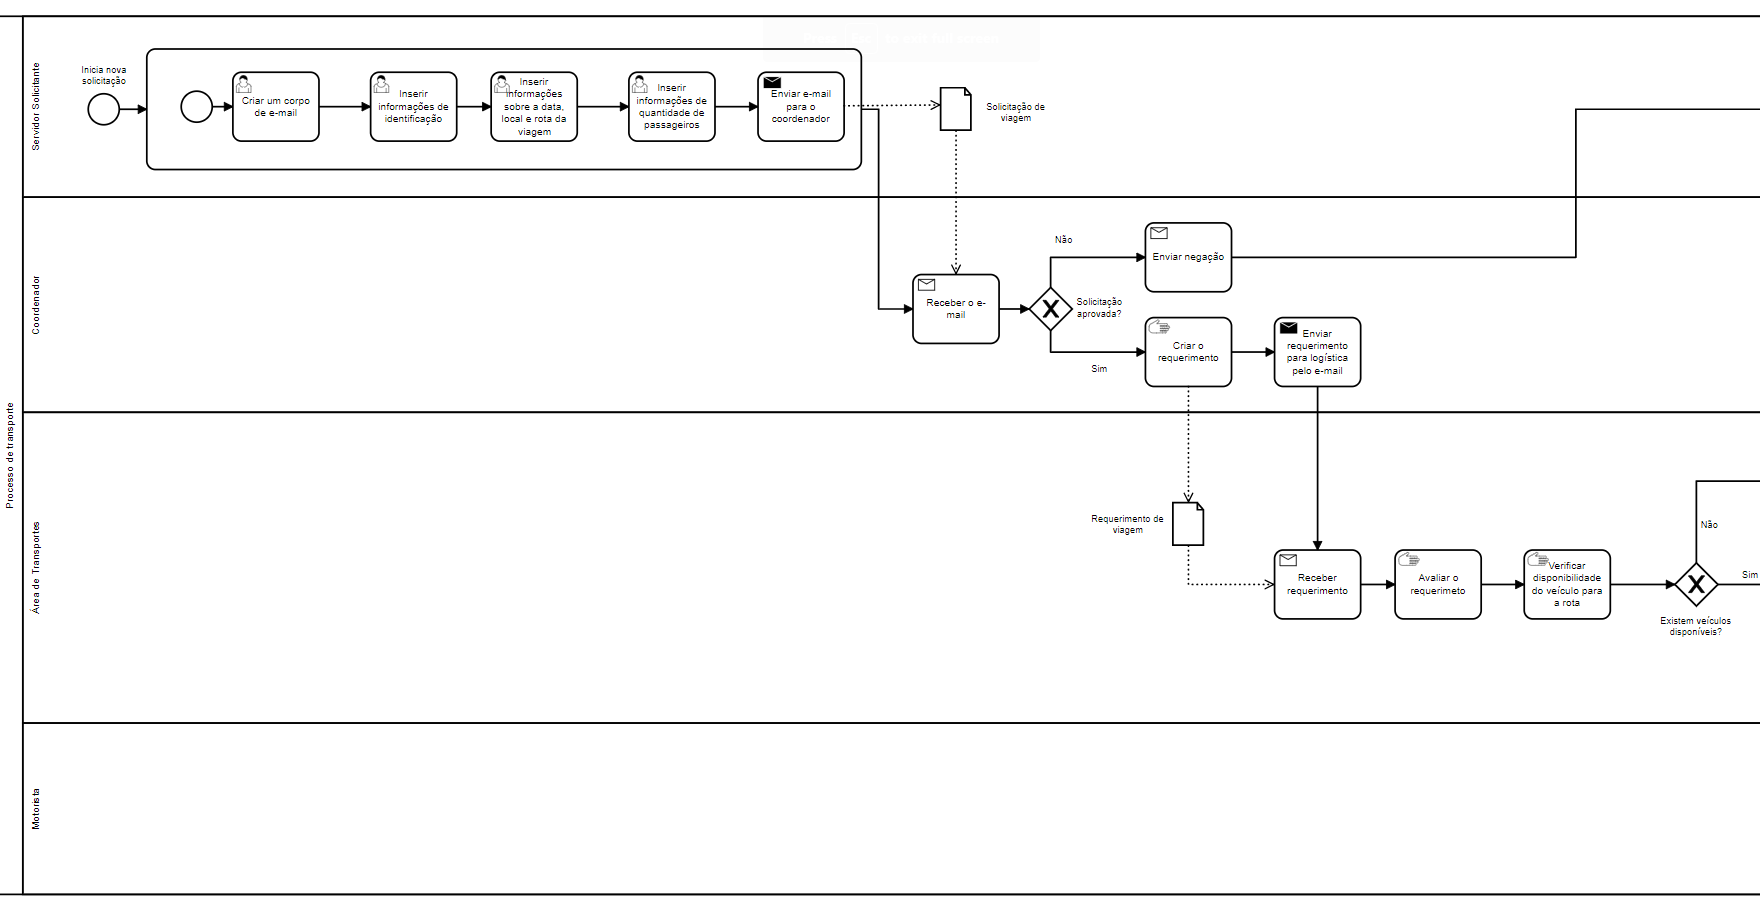 Processo de transporte
Servidor Solicitante
Inicia nova
solicitação
Criar um corpo
de e-mail
Inserir
informações de
identificação
Inserir
informações
sobre a data,
local e rota da
viagem
Inserir
informações de
quantidade de
passageiros
Enviar e-mail
para o
coordenador
Solicitação de
viagem
Coordenador
Receber o e-
mail
Não
Solicitação
aprovada?
Sim
Enviar negação
Criar o
requerimento
Enviar
requerimento
para logística
pelo e-mail
Área de Transportes
Requerimento de
viagem
Receber
requerimento
Avaliar o
requerimeto
Verificar
disponibilidade
do veículo para
a rota
Não
Sim
Existem veículos
disponíveis?
Motorista